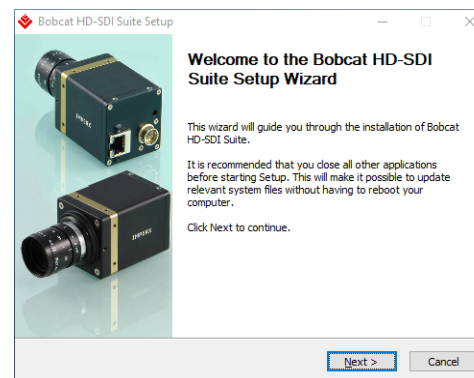 Bobcat HD-SDI Suite Setup
Welcome to the Bobcat HD-SDI
Suite Setup Wizard
This wizard will guide you through the installation of Bobcat
HD-SDI Suite.
It is recommended that you close all other applications
before starting Setup. This will make it possible to update
relevant system files without having to reboot your
computer.
Click Next to continue.
IMPERX
IMPERX
Next >
Cancel